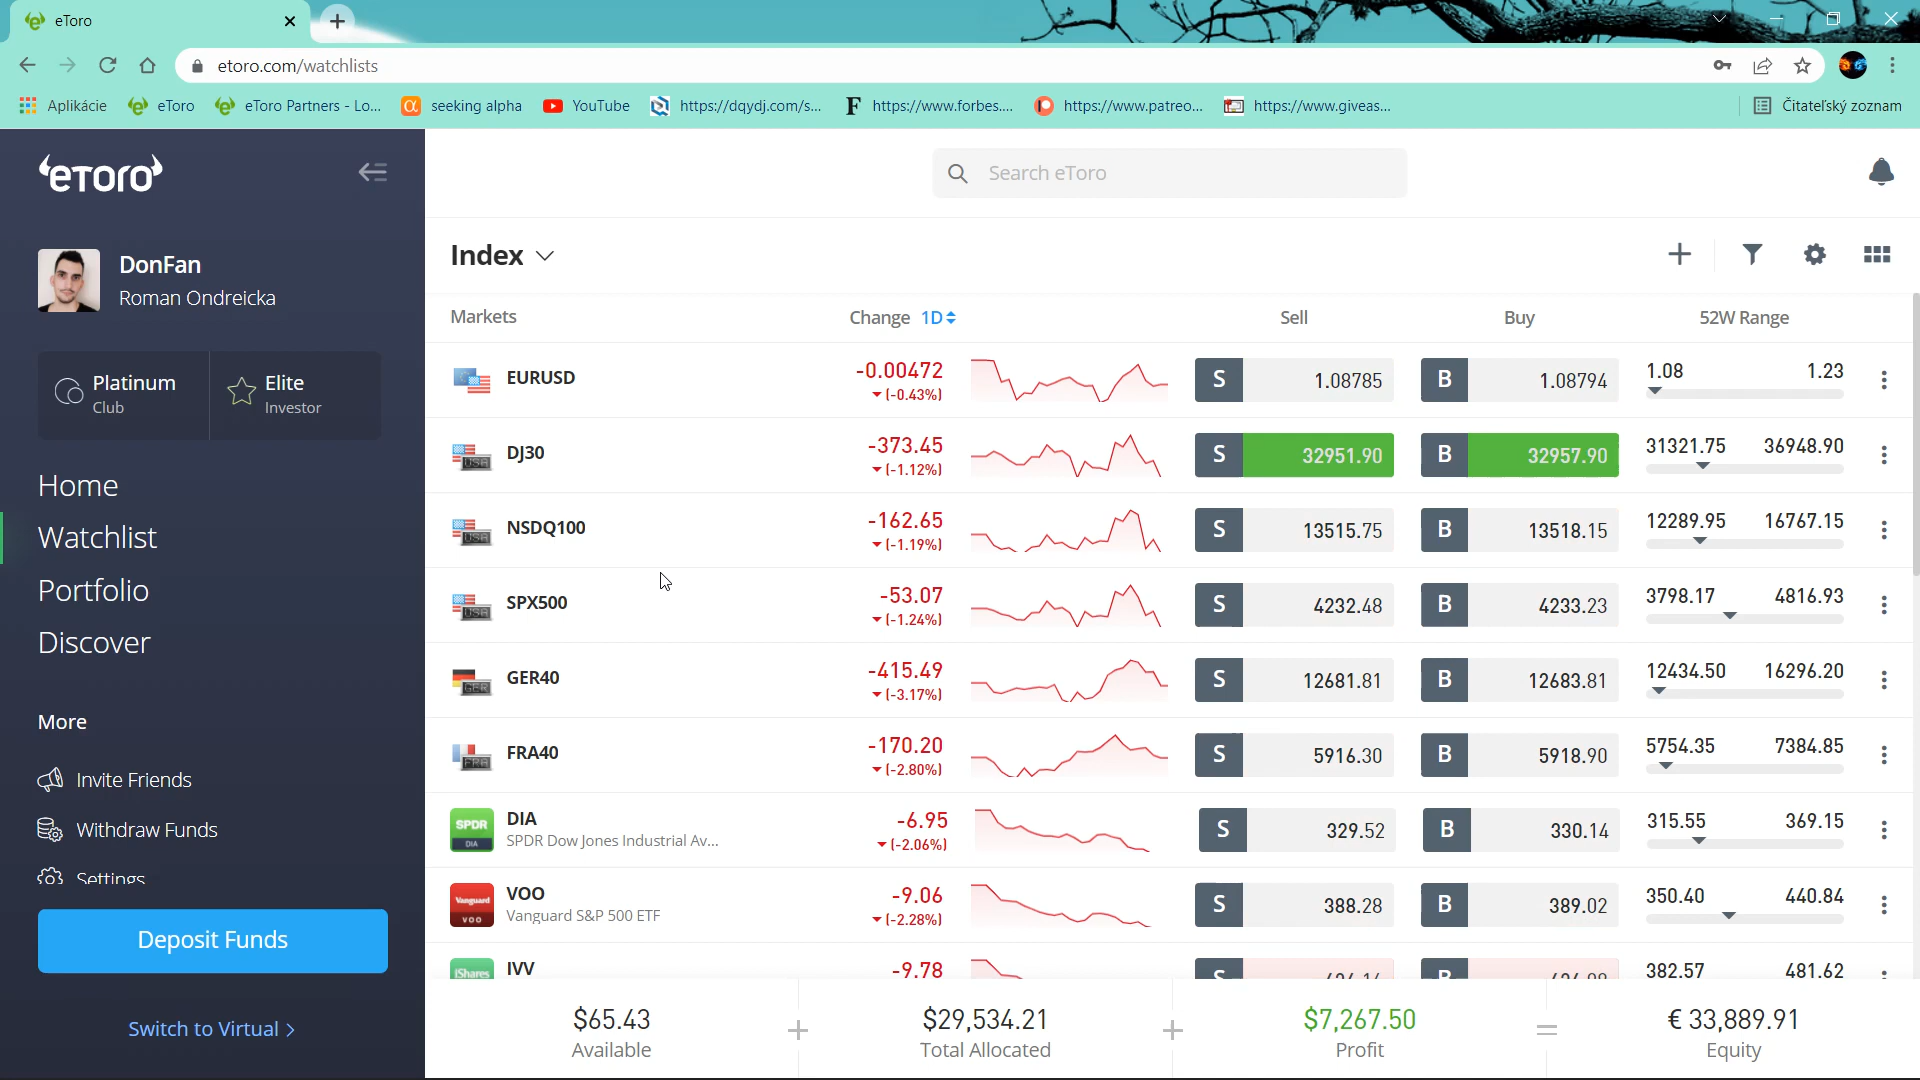 eToro
etoro.com/watchlists
Aplikácie
eToro
eToro Partners - Lo...
seeking alpha
YouTube
https://dqydj.com/s...
https://www.forbes....
https://www.patreo...
https://www.giveas...
Čitateľský zoznam
eToro
Search eToro
DonFan
Roman Ondreicka
Platinum
Club
Elite
Investor
Home
Watchlist
Portfolio
Discover
More
Invite Friends
Withdraw Funds
Settings
Deposit Funds
Switch to Virtual >
Index
Markets Change 1D Sell Buy 52W Range
EURUSD -0.00472 (-0.43%) S 1.08785 B 1.08794 1.08 1.23
USA DJ30 -373.45 (-1.12%) S 32951.90 B 32957.90 31321.75 36948.90
USA NSDQ100 -162.65 (-1.19%) S 13515.75 B 13518.15 12289.95 16767.15
USA SPX500 -53.07 (-1.24%) S 4232.48 B 4233.23 3798.17 4816.93
GER GER40 -415.49 (-3.17%) S 12681.81 B 12683.81 12434.50 16296.20
FRA FRA40 -170.20 (-2.80%) S 5916.30 B 5918.90 5754.35 7384.85
SPDR DIA DIA -6.95 (-2.06%) S 329.52 B 330.14 315.55 369.15
SPDR Dow Jones Industrial Av...
Vanguard VOO VOO -9.06 (-2.28%) S 388.28 B 389.02 350.40 440.84
Vanguard S&P 500 ETF
iShares IVV -9.78 S B 382.57 481.62
$65.43 + $29,534.21 + $7,267.50 = € 33,889.91
Available Total Allocated Profit Equity